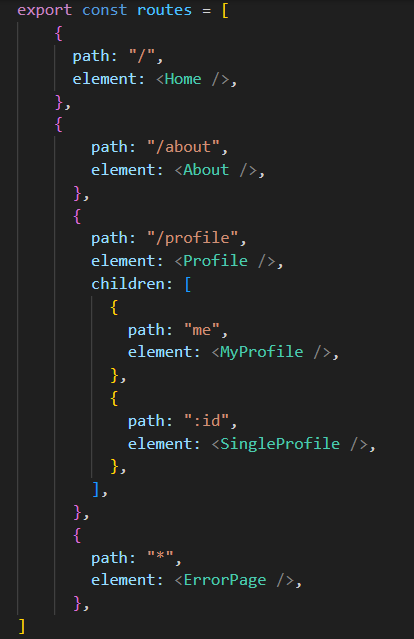 export const routes = [
    {
      path: "/",
      element: <Home />,
    },
    {
        path: "/about",
        element: <About />,
      },
      {
        path: "/profile",
        element: <Profile />,
        children: [
          {
            path: "me",
            element: <MyProfile />,
          },
          {
            path: ":id",
            element: <SingleProfile />,
          },
        ],
      },
      {
        path: "*",
        element: <ErrorPage />,
      },
]